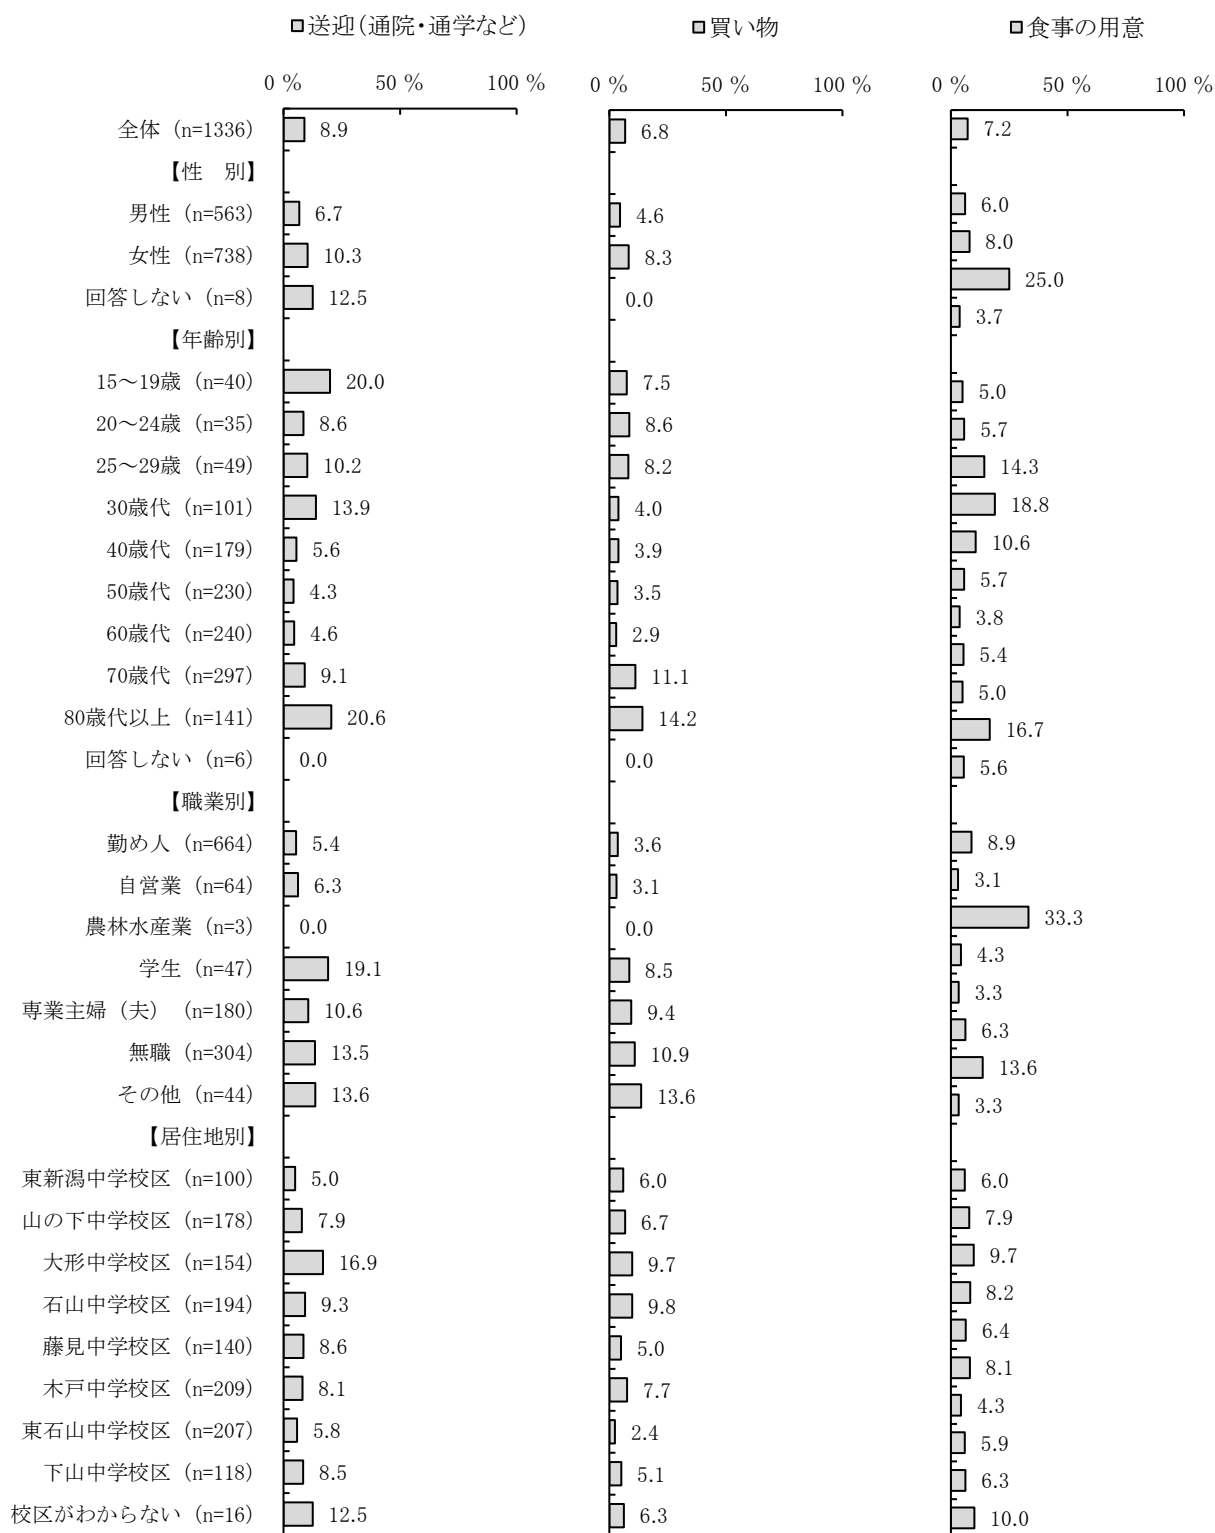 送迎（通院・通学など） 買い物 食事の用意
0 % 50 % 100 % 0 % 50 % 100 % 0 % 50 % 100 %
全体（n=1336） 8.9 6.8 7.2
【性　別】
男性（n=563） 6.7 4.6 6.0
女性（n=738） 10.3 8.3 8.0
25.0
回答しない（n=8） 12.5 0.0
3.7
【年齢別】
15～19歳（n=40） 20.0 7.5 5.0
20～24歳（n=35） 8.6 8.6 5.7
25～29歳（n=49） 10.2 8.2 14.3
30歳代（n=101） 13.9 4.0 18.8
40歳代（n=179） 5.6 3.9 10.6
50歳代（n=230） 4.3 3.5 5.7
60歳代（n=240） 4.6 2.9 3.8
5.4
70歳代（n=297） 9.1 11.1 5.0
80歳代以上（n=141） 20.6 14.2 16.7
回答しない（n=6） 0.0 0.0 5.6
【職業別】
勤め人（n=664） 5.4 3.6 8.9
自営業（n=64） 6.3 3.1 3.1
農林水産業（n=3） 0.0 0.0 33.3
学生（n=47） 19.1 8.5 4.3
3.3
専業主婦（夫）（n=180） 10.6 9.4 6.3
無職（n=304） 13.5 10.9 13.6
その他（n=44） 13.6 13.6 3.3
【居住地別】
東新潟中学校区（n=100） 5.0 6.0 6.0
山の下中学校区（n=178） 7.9 6.7 7.9
大形中学校区（n=154） 16.9 9.7 9.7
石山中学校区（n=194） 9.3 9.8 8.2
藤見中学校区（n=140） 8.6 5.0 6.4
木戸中学校区（n=209） 8.1 7.7 8.1
4.3
東石山中学校区（n=207） 5.8 2.4 5.9
下山中学校区（n=118） 8.5 5.1 6.3
校区がわからない（n=16） 12.5 6.3 10.0